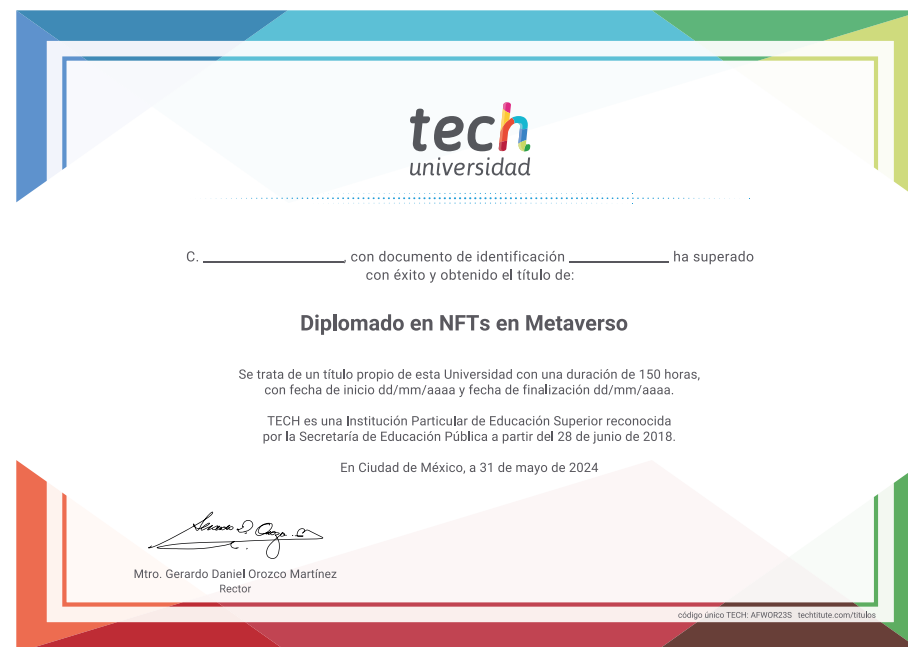 tech
universidad
C. ____________________, con documento de identificación ______________ ha superado
con éxito y obtenido el título de:
Diplomado en NFTs en Metaverso
Se trata de un título propio de esta Universidad con una duración de 150 horas,
con fecha de inicio dd/mm/aaaa y fecha de finalización dd/mm/aaaa.
TECH es una Institución Particular de Educación Superior reconocida
por la Secretaría de Educación Pública a partir del 28 de junio de 2018.
En Ciudad de México, a 31 de mayo de 2024
Mtro. Gerardo Daniel Orozco Martínez
Rector
código único TECH: AFWOR23S techtitute.com/titulos